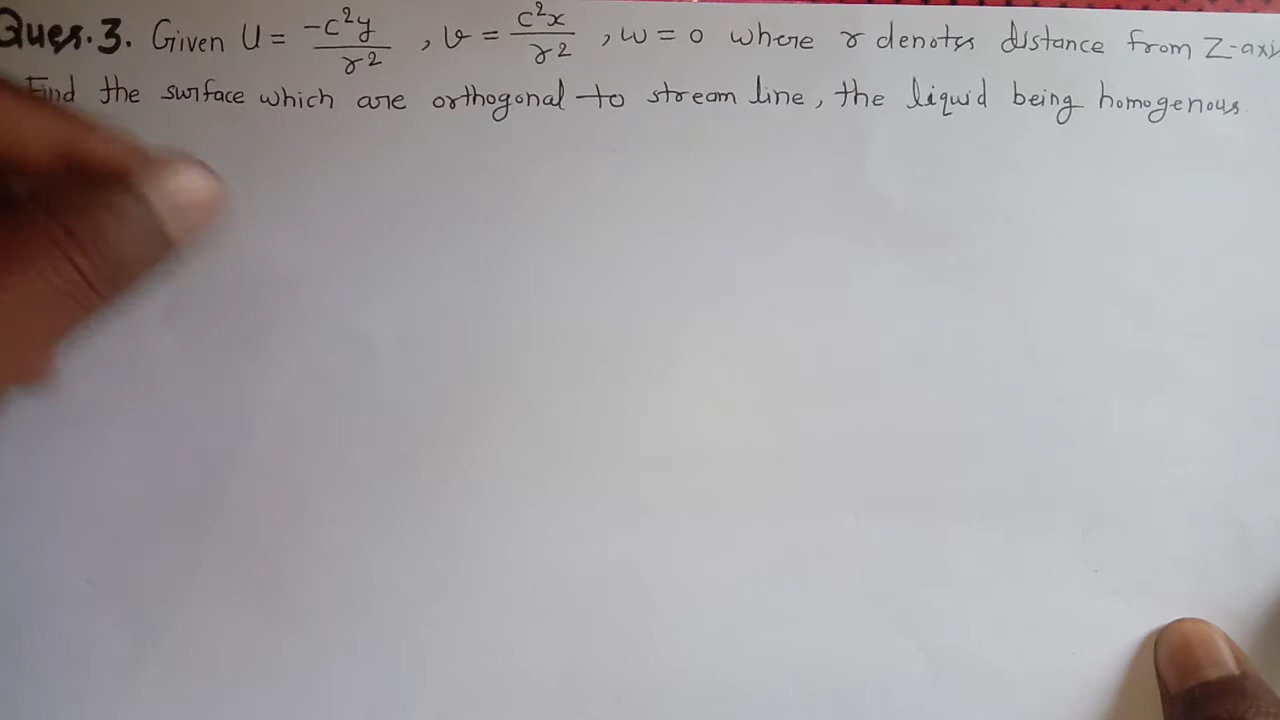 Ques.3. Given U = -c²y/r² , v = c²x/r² , w = 0 where r denotes distance from Z-axis
Find the surface which are orthogonal to stream line, the liquid being homogenous